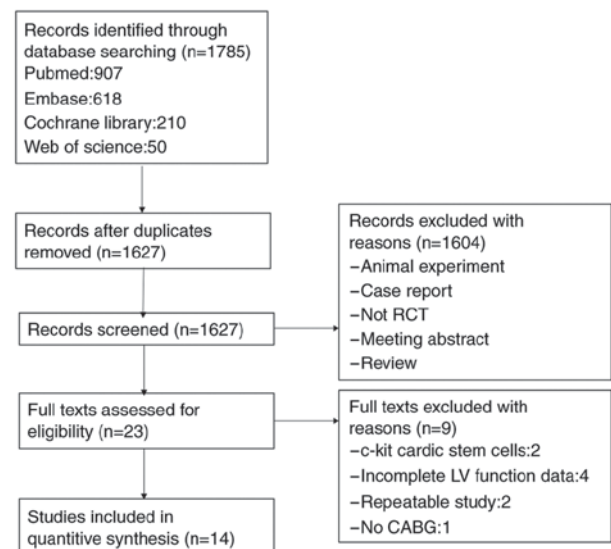 Records identified through
database searching (n=1785)
Pubmed:907
Embase:618
Cochrane library:210
Web of science:50
Records after duplicates
removed (n=1627)
Records excluded with
reasons (n=1604)
–Animal experiment
–Case report
–Not RCT
–Meeting abstract
–Review
Records screened (n=1627)
Full texts assessed for
eligibility (n=23)
Full texts excluded with
reasons (n=9)
–c-kit cardic stem cells:2
–Incomplete LV function data:4
–Repeatable study:2
–No CABG:1
Studies included in
quantitive synthesis (n=14)